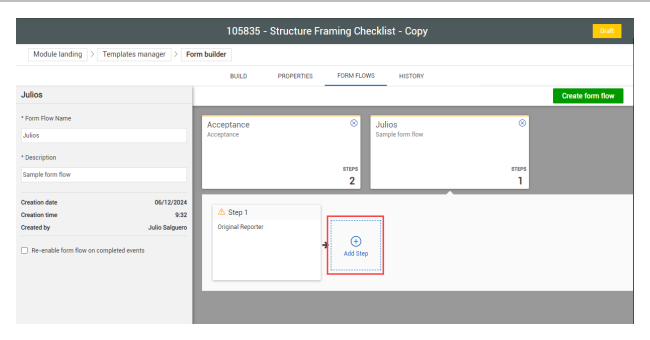 105835 - Structure Framing Checklist - Copy
Draft
Module landing > Templates manager > Form builder
BUILD PROPERTIES FORM FLOWS HISTORY
Julios
Create form flow
* Form Flow Name
Julios
* Description
Sample form flow
Creation date 06/12/2024
Creation time 9:32
Created by Julio Salguero
Re-enable form flow on completed events
Acceptance
Acceptance
STEPS
2
Julios
Sample form flow
STEPS
1
Step 1
Original Reporter
Add Step